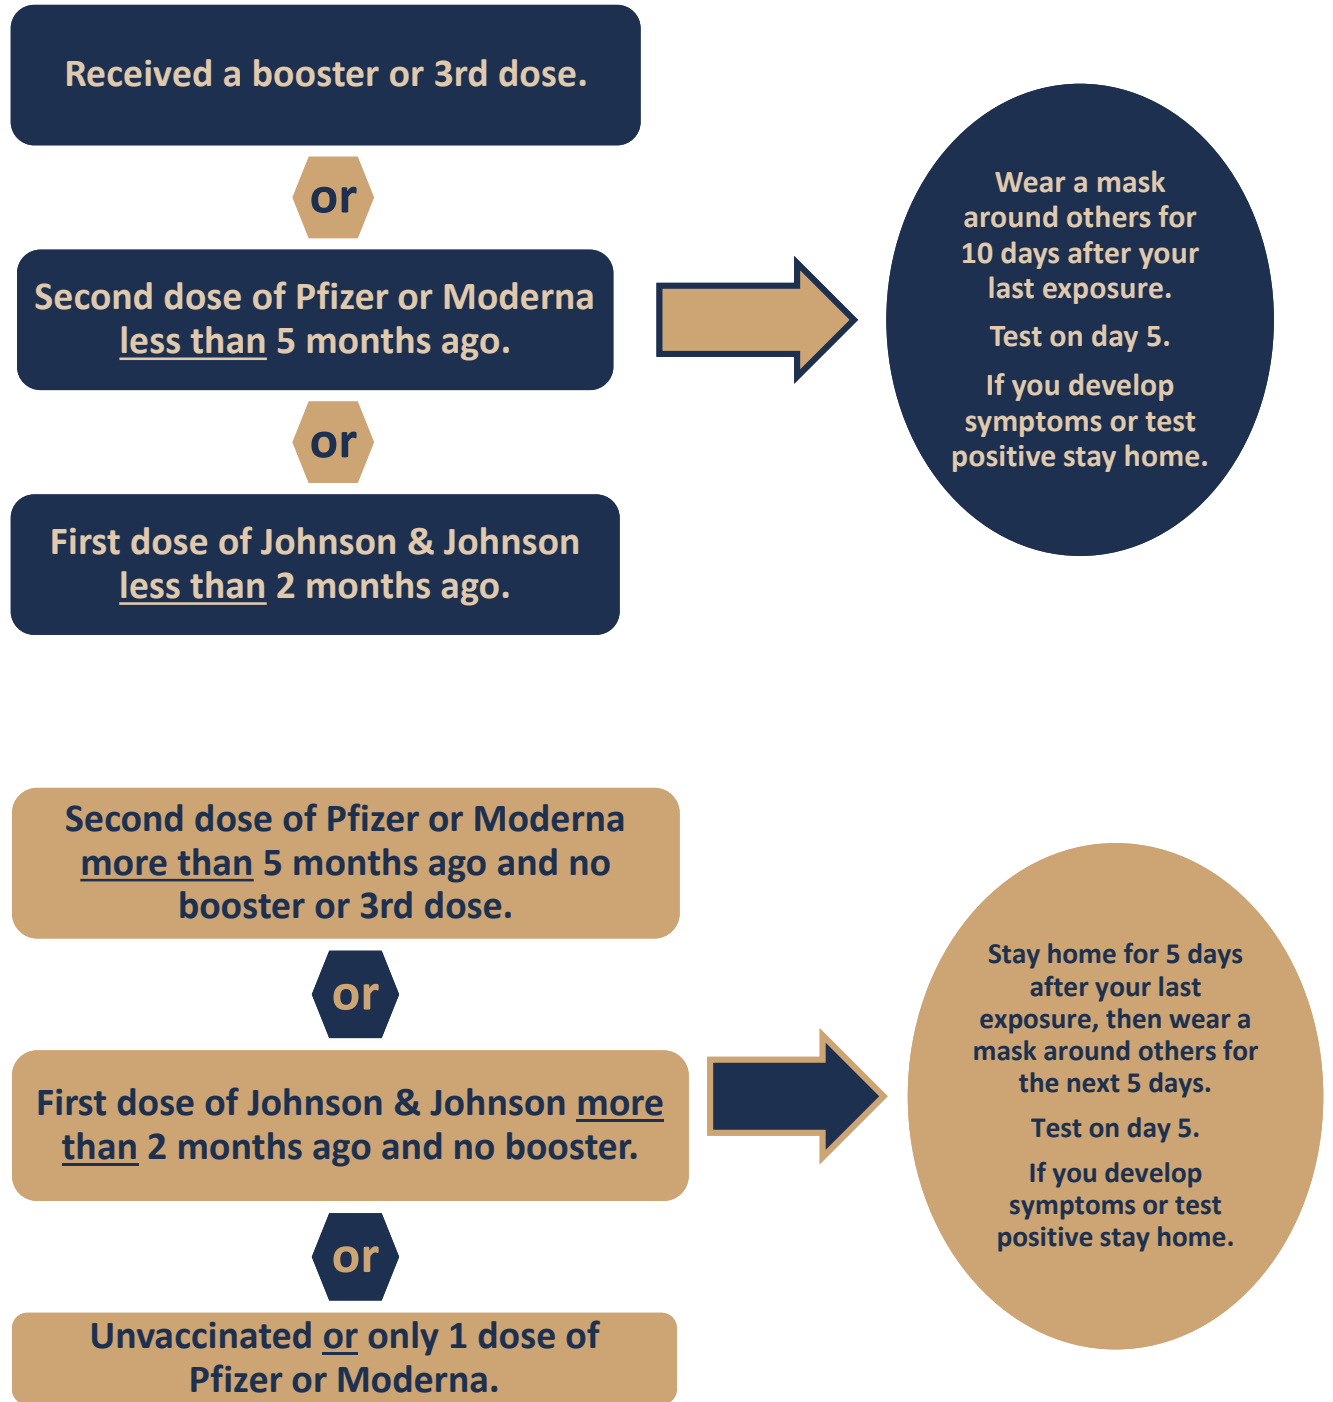 Received a booster or 3rd dose.
or
Second dose of Pfizer or Moderna
less than 5 months ago.
or
First dose of Johnson & Johnson
less than 2 months ago.
Wear a mask
around others for
10 days after your
last exposure.
Test on day 5.
If you develop
symptoms or test
positive stay home.
Second dose of Pfizer or Moderna
more than 5 months ago and no
booster or 3rd dose.
or
First dose of Johnson & Johnson more
than 2 months ago and no booster.
or
Unvaccinated or only 1 dose of
Pfizer or Moderna.
Stay home for 5 days
after your last
exposure, then wear a
mask around others for
the next 5 days.
Test on day 5.
If you develop
symptoms or test
positive stay home.